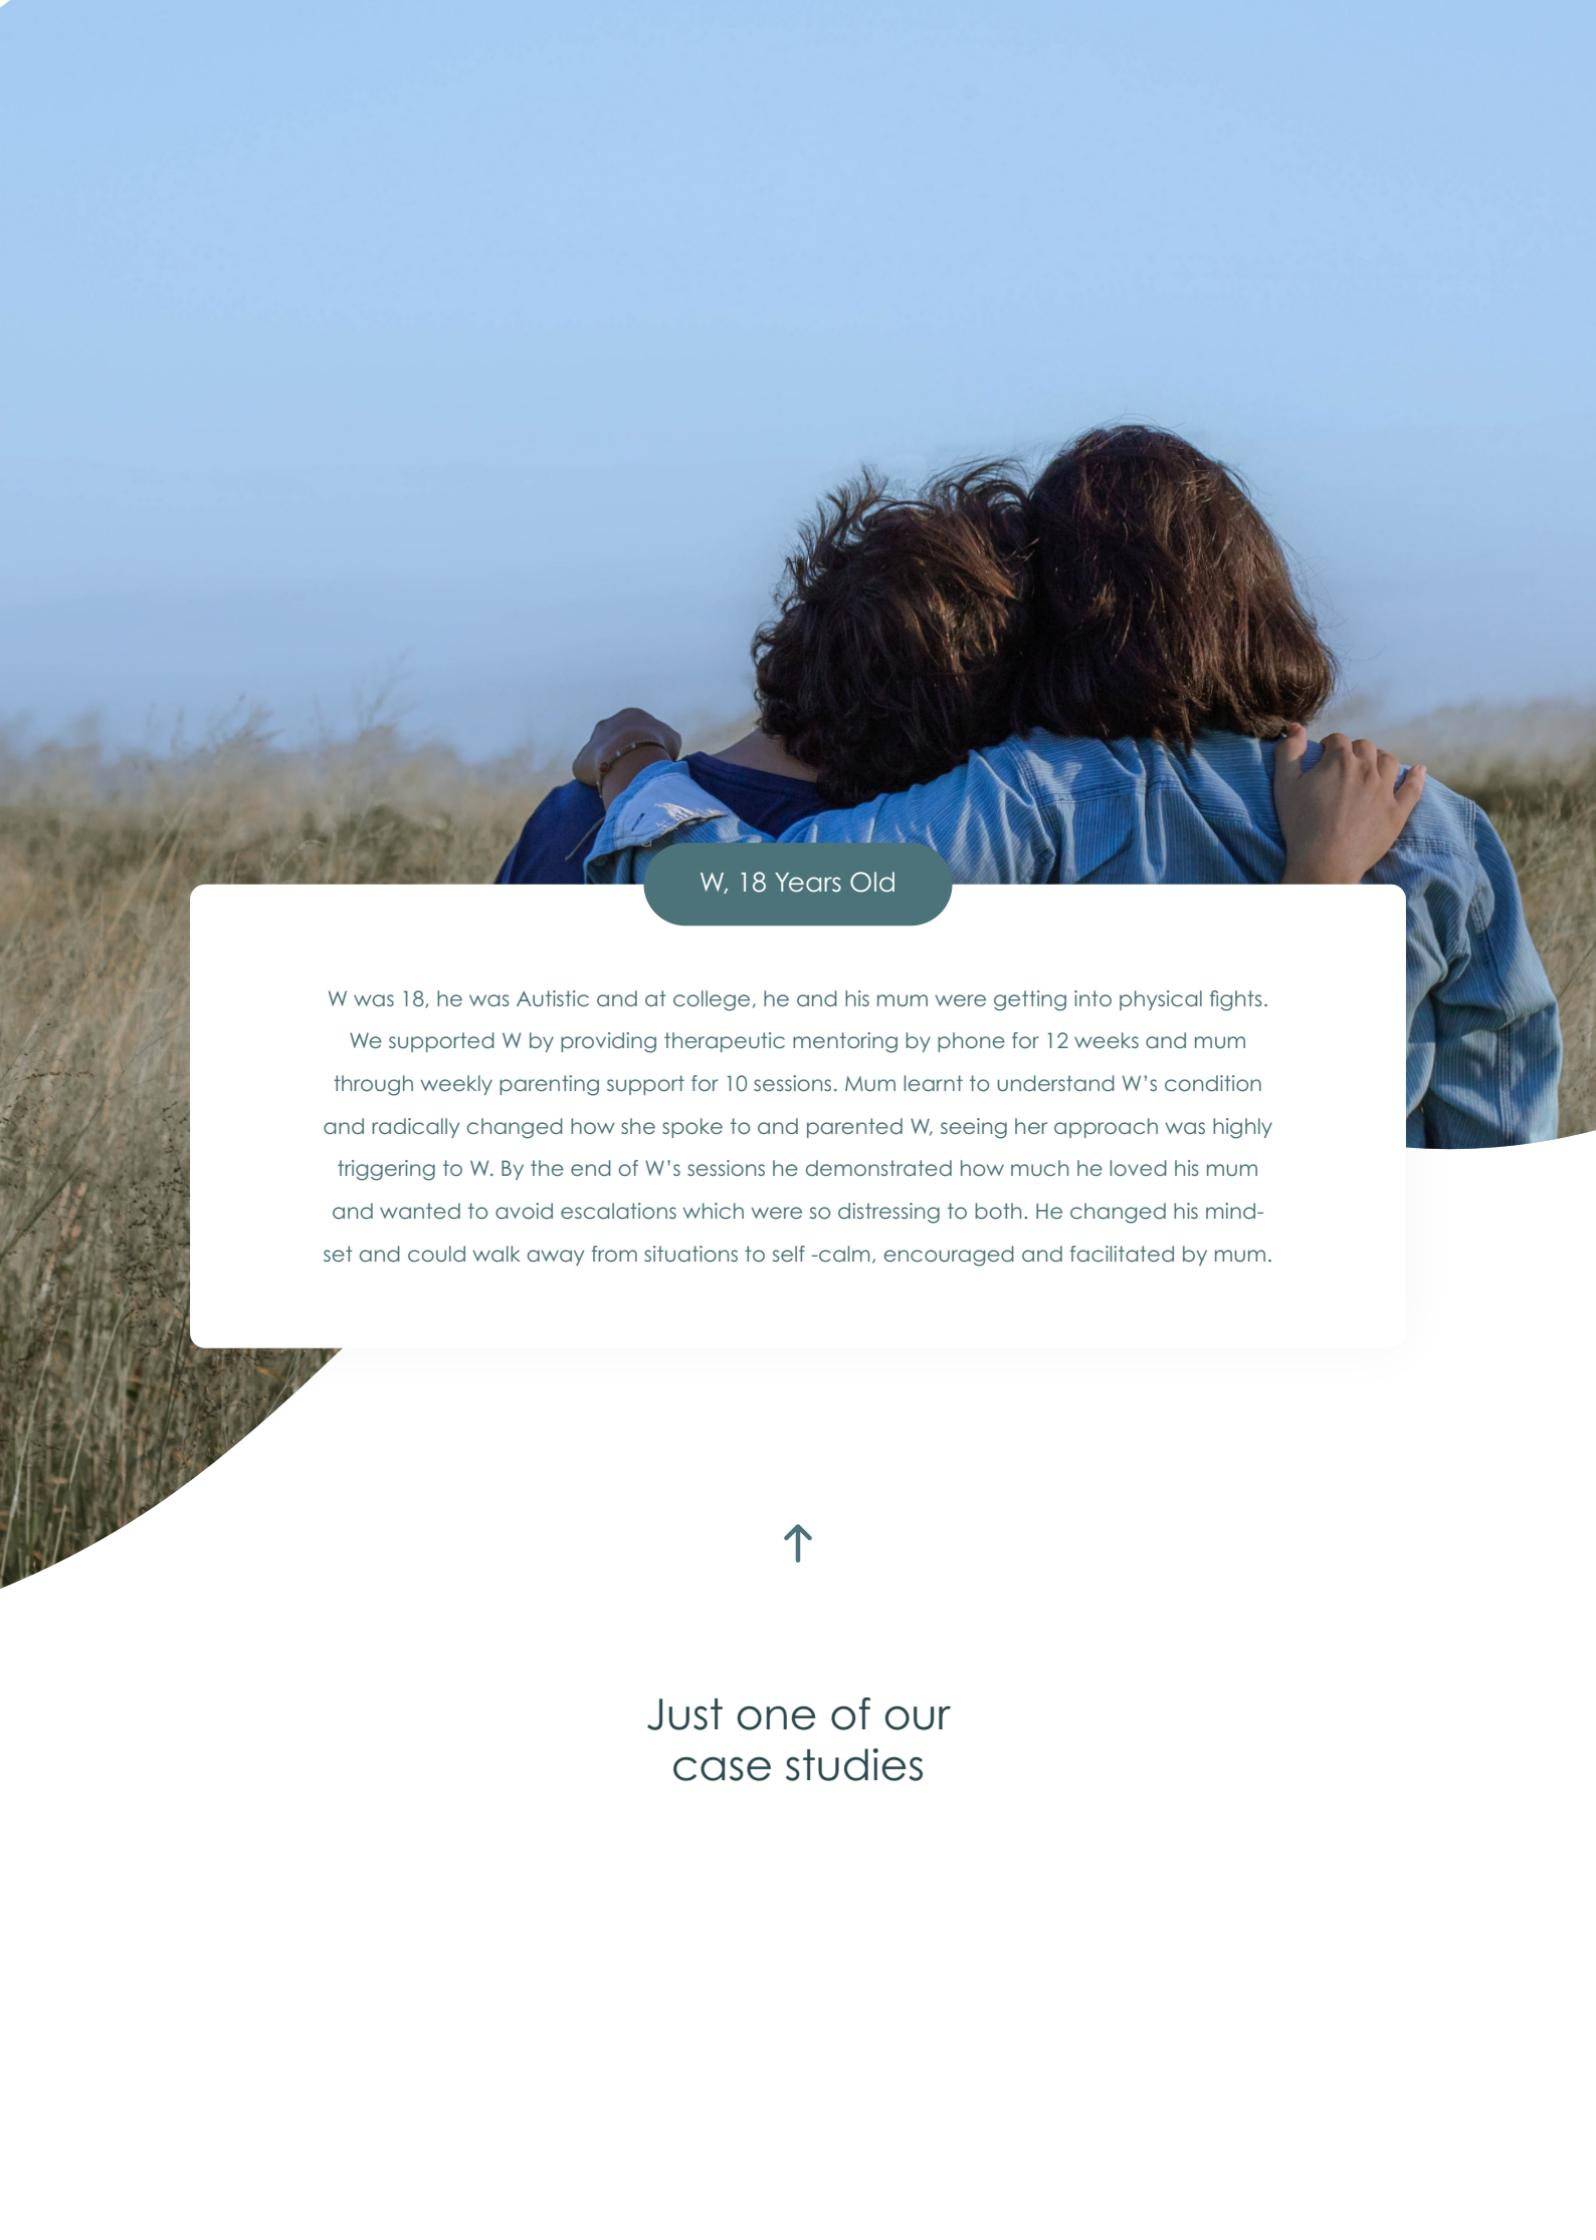 W, 18 Years Old
W was 18, he was Autistic and at college, he and his mum were getting into physical fights.
We supported W by providing therapeutic mentoring by phone for 12 weeks and mum
through weekly parenting support for 10 sessions. Mum learnt to understand W’s condition
and radically changed how she spoke to and parented W, seeing her approach was highly
triggering to W. By the end of W’s sessions he demonstrated how much he loved his mum
and wanted to avoid escalations which were so distressing to both. He changed his mind-
set and could walk away from situations to self -calm, encouraged and facilitated by mum.
Just one of our
case studies